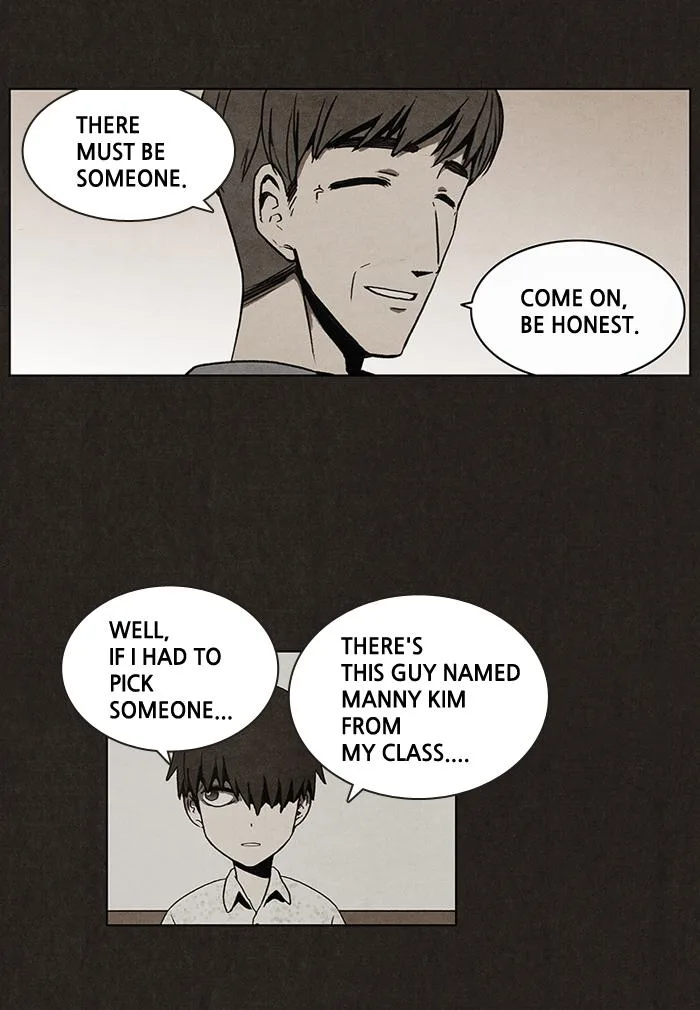 THERE
MUST BE
SOMEONE.
COME ON,
BE HONEST.
WELL,
IF I HAD TO
PICK
SOMEONE...
THERE'S
THIS GUY NAMED
MANNY KIM
FROM
MY CLASS....